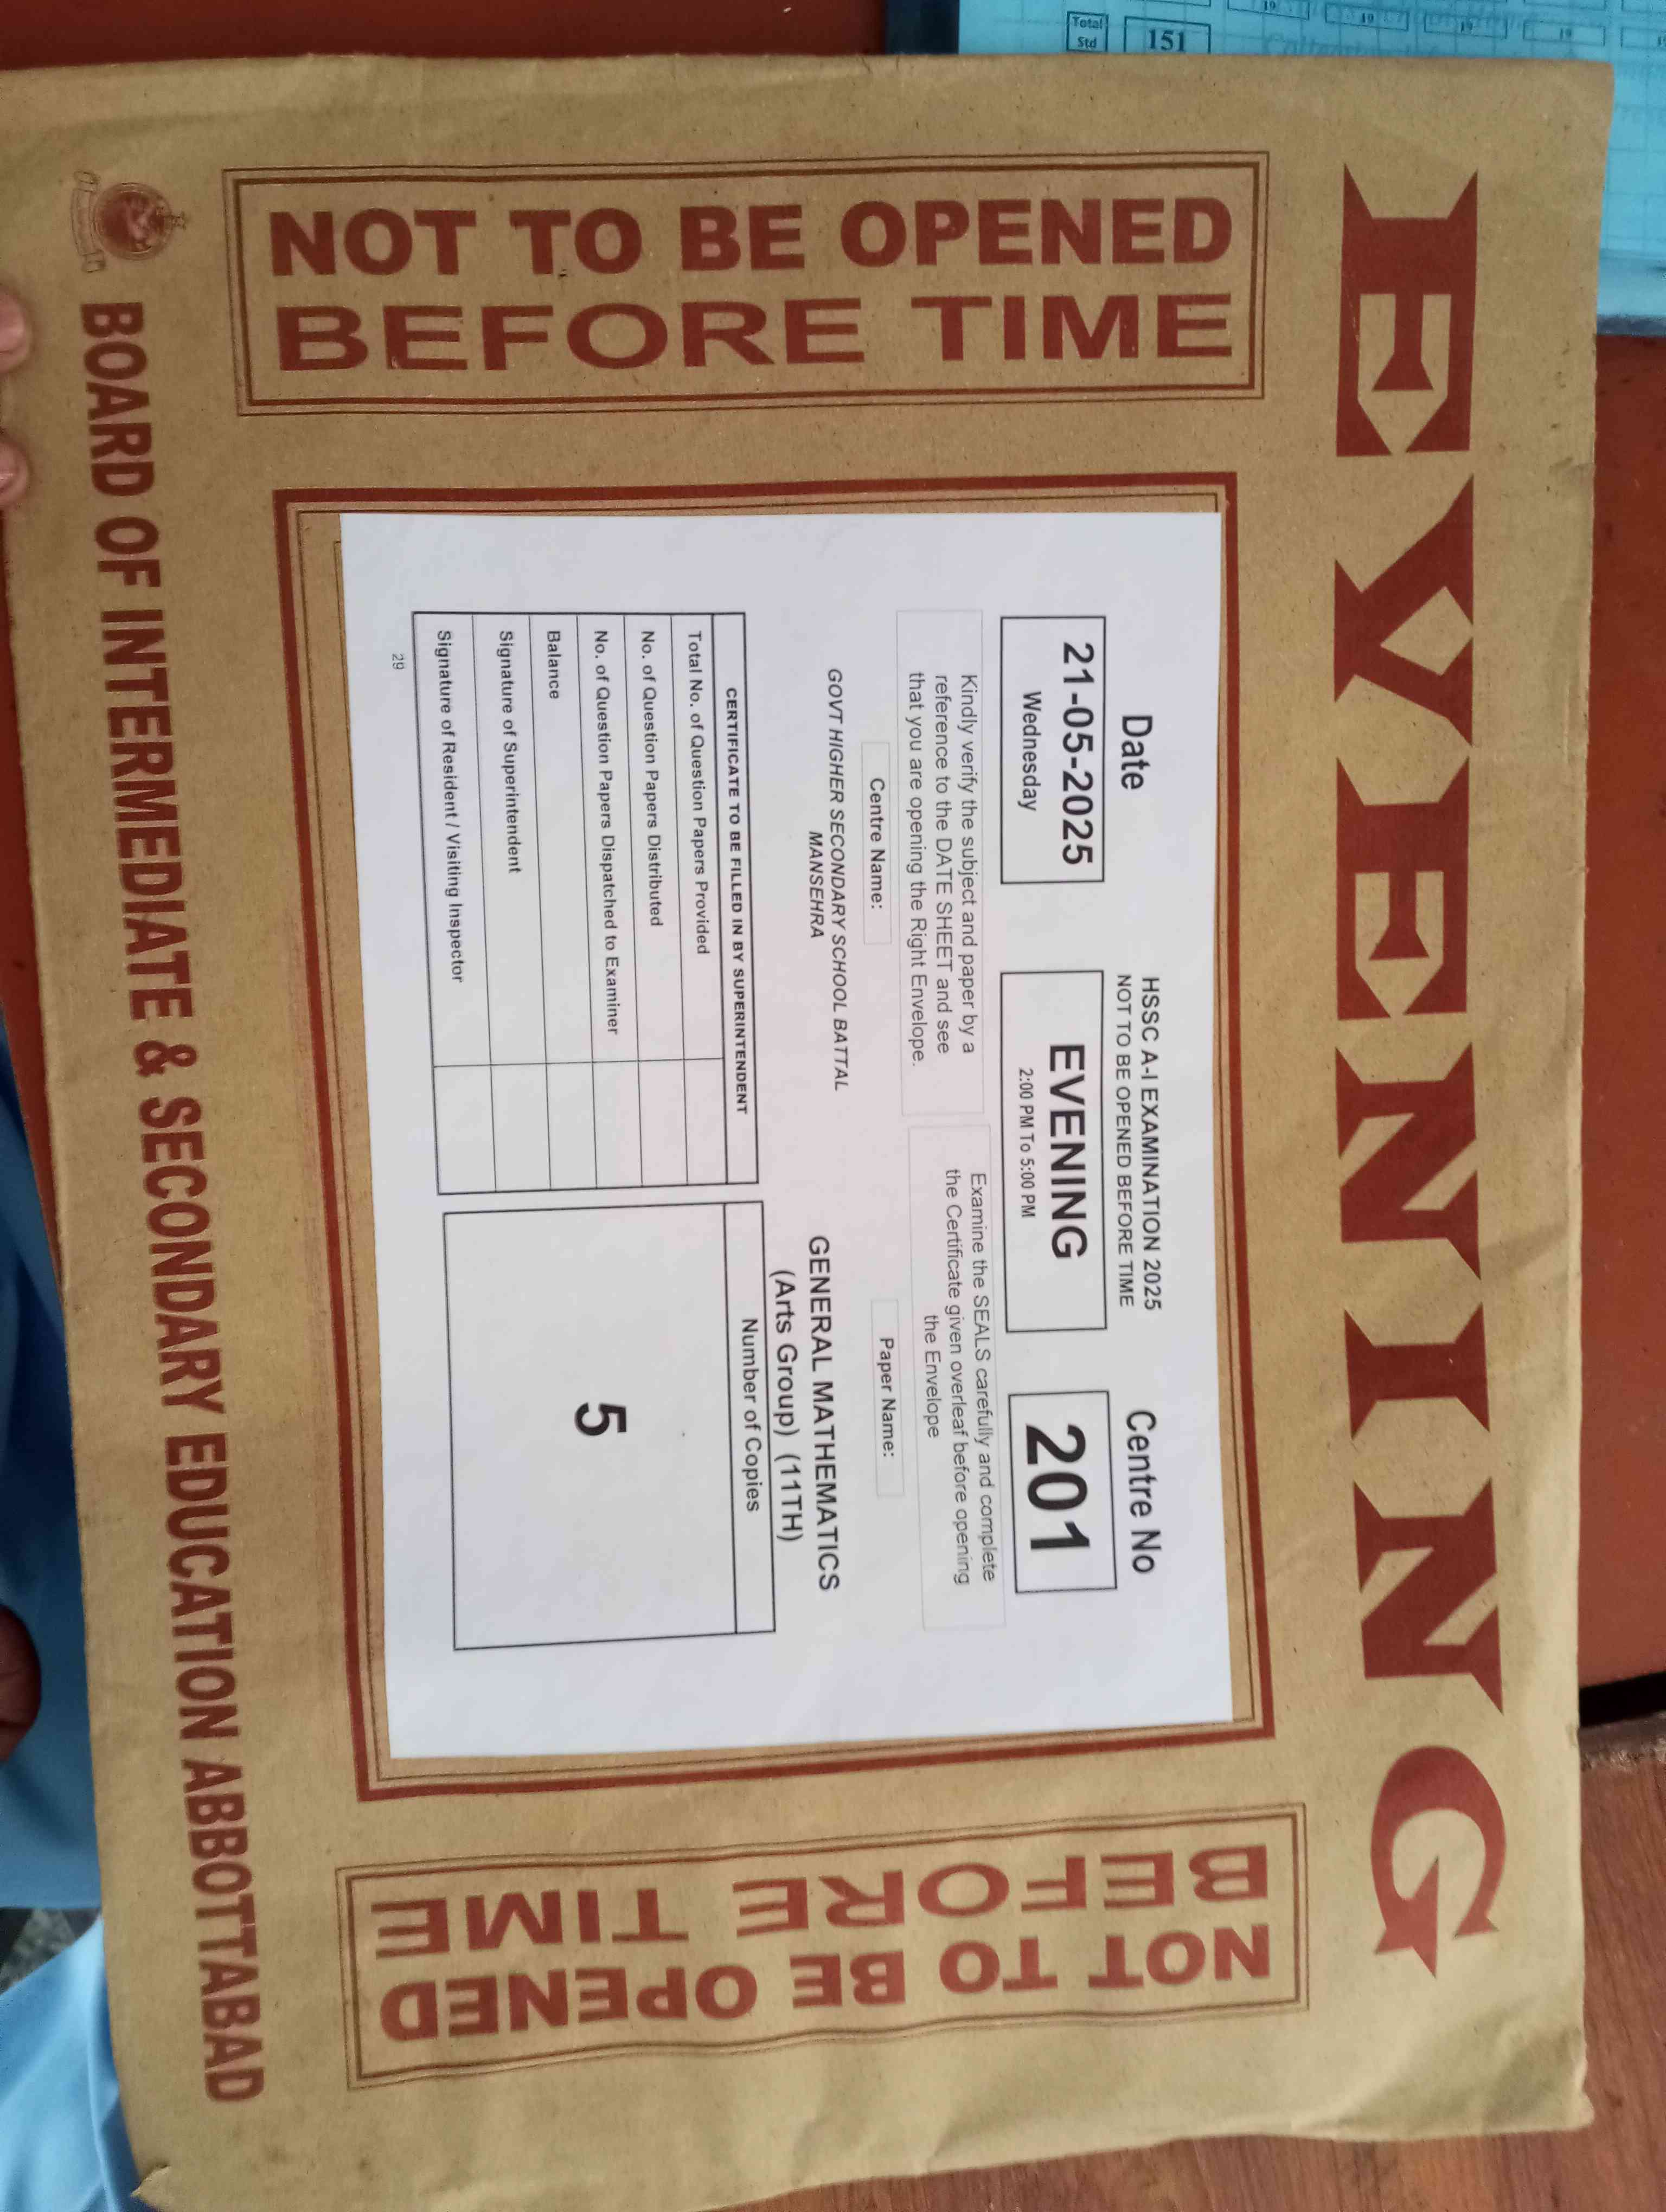 EVENING
NOT TO BE OPENED
BEFORE TIME
Date
21-05-2025
Wednesday
HSSC A-I EXAMINATION 2025
NOT TO BE OPENED BEFORE TIME
EVENING
2:00 PM To 5:00 PM
Centre No
201
Kindly verify the subject and paper by a
reference to the DATE SHEET and see
that you are opening the Right Envelope.
Examine the SEALS carefully and complete
the Certificate given overleaf before opening
the Envelope
Centre Name:
GOVT HIGHER SECONDARY SCHOOL BATTAL
MANSEHRA
Paper Name:
GENERAL MATHEMATICS
(Arts Group) (11TH)
CERTIFICATE TO BE FILLED IN BY SUPERINTENDENT
Total No. of Question Papers Provided
No. of Question Papers Distributed
No. of Question Papers Dispatched to Examiner
Balance
Signature of Superintendent
Signature of Resident / Visiting Inspector
Number of Copies
5
29
NOT TO BE OPENED
BEFORE TIME
BOARD OF INTERMEDIATE & SECONDARY EDUCATION ABBOTTABAD
Total
Std
151
19
19
19
19